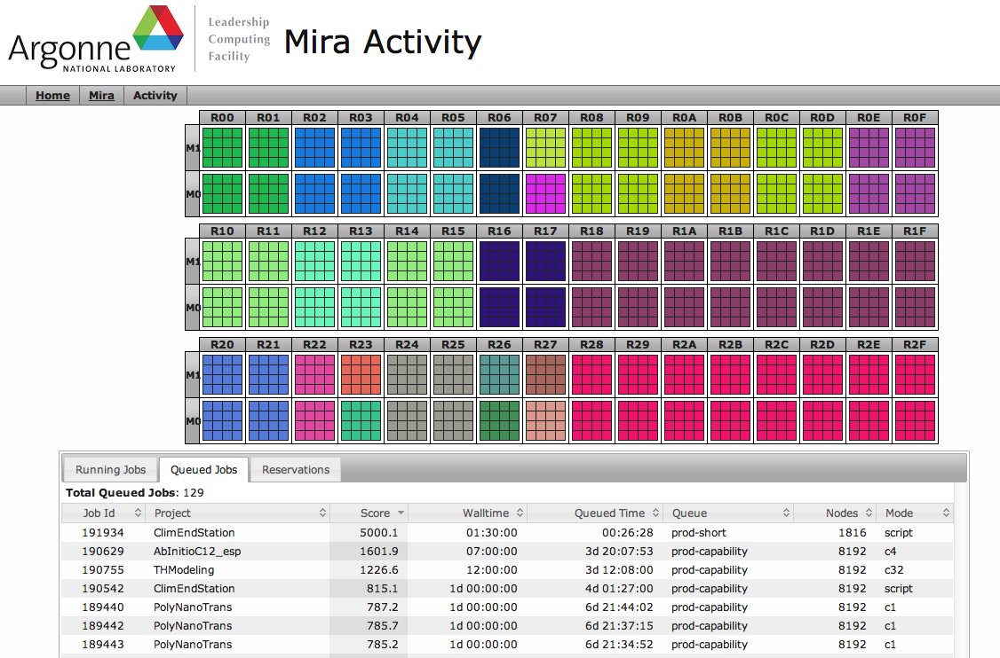 Argonne
NATIONAL LABORATORY
Leadership
Computing
Facility
Mira Activity
Home Mira Activity
R00 R01 R02 R03 R04 R05 R06 R07 R08 R09 R0A R0B R0C R0D R0E R0F
M1
M0
R10 R11 R12 R13 R14 R15 R16 R17 R18 R19 R1A R1B R1C R1D R1E R1F
M1
M0
R20 R21 R22 R23 R24 R25 R26 R27 R28 R29 R2A R2B R2C R2D R2E R2F
M1
M0
Running Jobs Queued Jobs Reservations
Total Queued Jobs: 129
Job Id Project Score Walltime Queued Time Queue Nodes Mode
191934 ClimEndStation 5000.1 01:30:00 00:26:28 prod-short 1816 script
190629 AbInitioC12_esp 1601.9 07:00:00 3d 20:07:53 prod-capability 8192 c4
190755 THModeling 1226.6 12:00:00 3d 12:08:00 prod-capability 8192 c32
190542 ClimEndStation 815.1 1d 00:00:00 4d 01:27:00 prod-capability 8192 script
189440 PolyNanoTrans 787.2 1d 00:00:00 6d 21:44:02 prod-capability 8192 c1
189442 PolyNanoTrans 785.7 1d 00:00:00 6d 21:37:15 prod-capability 8192 c1
189443 PolyNanoTrans 785.2 1d 00:00:00 6d 21:34:52 prod-capability 8192 c1